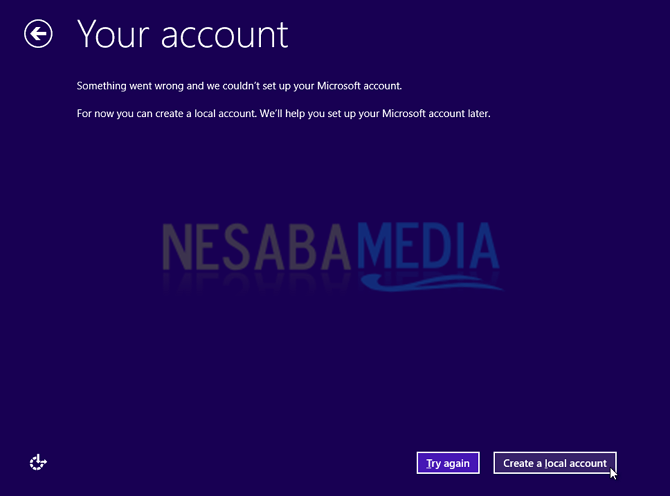 Your account
Something went wrong and we couldn't set up your Microsoft account.
For now you can create a local account. We'll help you set up your Microsoft account later.
NESABAMEDIA
Try again
Create a local account